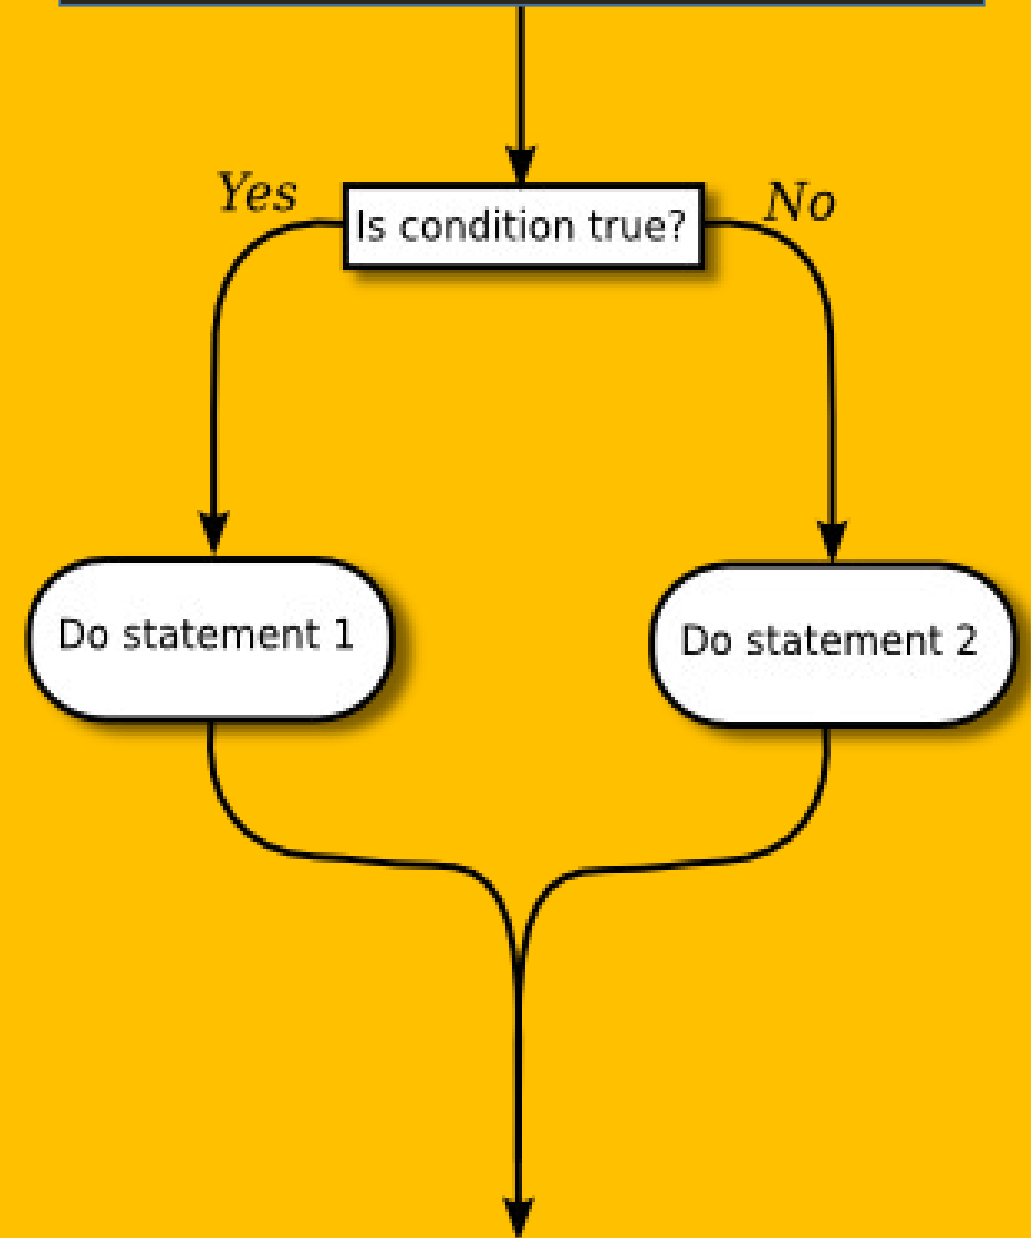 Yes
Is condition true?
No
Do statement 1
Do statement 2